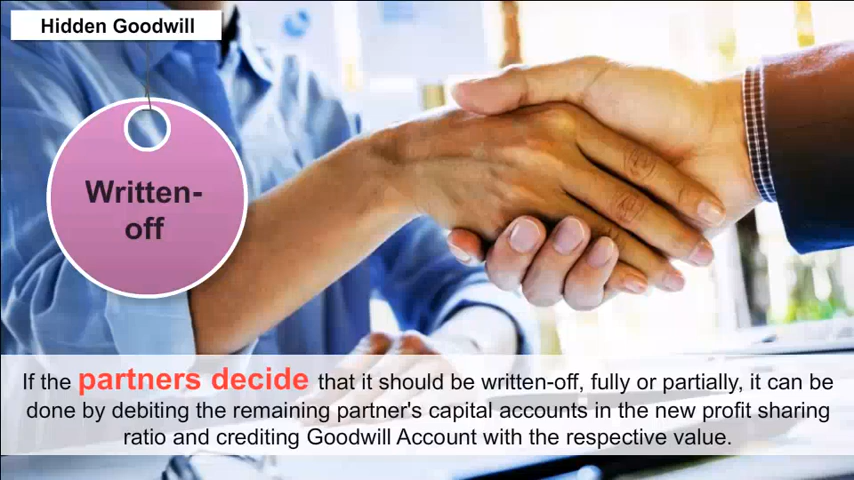 Hidden Goodwill
Written-
off
If the partners decide that it should be written-off, fully or partially, it can be
done by debiting the remaining partner's capital accounts in the new profit sharing
ratio and crediting Goodwill Account with the respective value.